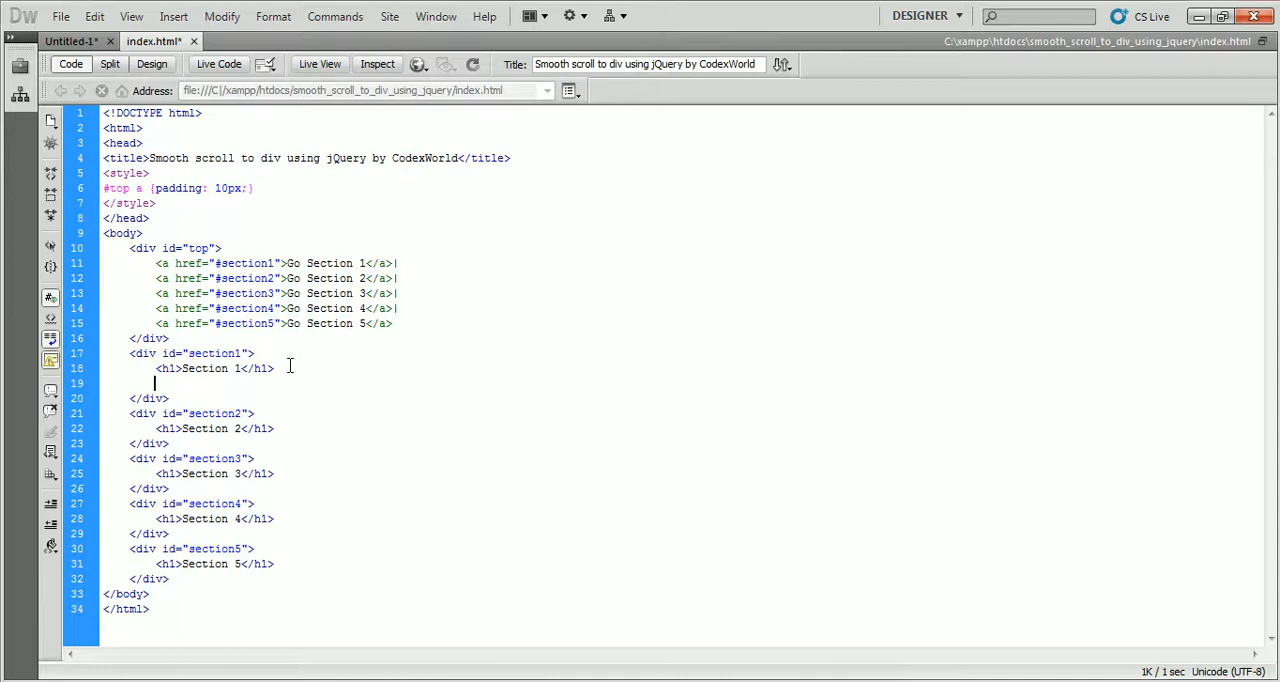 Dw File Edit View Insert Modify Format Commands Site Window Help DESIGNER CS Live
Untitled-1* index.html* C:\xampp\htdocs\smooth_scroll_to_div_using_jquery\index.html
Code Split Design Live Code Live View Inspect Title: Smooth scroll to div using jQuery by CodexWorld
Address: file:///C|/xampp/htdocs/smooth_scroll_to_div_using_jquery/index.html
1 <!DOCTYPE html>
2 <html>
3 <head>
4 <title>Smooth scroll to div using jQuery by CodexWorld</title>
5 <style>
6 #top a {padding: 10px;}
7 </style>
8 </head>
9 <body>
10 <div id="top">
11 <a href="#section1">Go Section 1</a>|
12 <a href="#section2">Go Section 2</a>|
13 <a href="#section3">Go Section 3</a>|
14 <a href="#section4">Go Section 4</a>|
15 <a href="#section5">Go Section 5</a>
16 </div>
17 <div id="section1">
18 <h1>Section 1</h1>
19
20 </div>
21 <div id="section2">
22 <h1>Section 2</h1>
23 </div>
24 <div id="section3">
25 <h1>Section 3</h1>
26 </div>
27 <div id="section4">
28 <h1>Section 4</h1>
29 </div>
30 <div id="section5">
31 <h1>Section 5</h1>
32 </div>
33 </body>
34 </html>
1K / 1 sec Unicode (UTF-8)